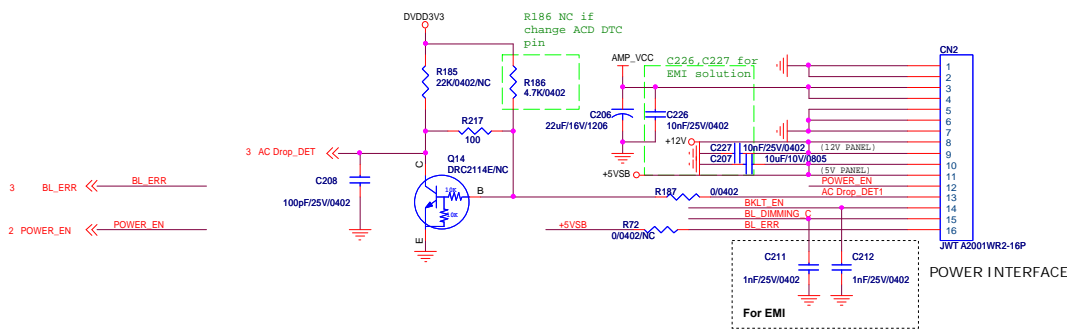 DVDD3V3
R186 NC if
change ACD DTC
pin
R185
22K/0402/NC
R186
4.7K/0402
R217
100
3 AC Drop_DET
C208
100pF/25V/0402
C
Q14
DRC2114E/NC
10K
10K
B
E
3 BL_ERR
BL_ERR
2 POWER_EN
POWER_EN
AMP_VCC
C226,C227 for
EMI solution
C206
22uF/16V/1206
C226
10nF/25V/0402
+12V
C227
10nF/25V/0402
C207
10uF/10V/0805
+5VSB
(12V PANEL)
(5V PANEL)
POWER_EN
R187
0/0402
AC Drop_DET1
BKLT_EN
BL_DIMMING_C
BL_ERR
+5VSB
R72
0/0402/NC
CN2
1
2
3
4
5
6
7
8
9
10
11
12
13
14
15
16
JWT A2001WR2-16P
POWER INTERFACE
C211
1nF/25V/0402
C212
1nF/25V/0402
For EMI